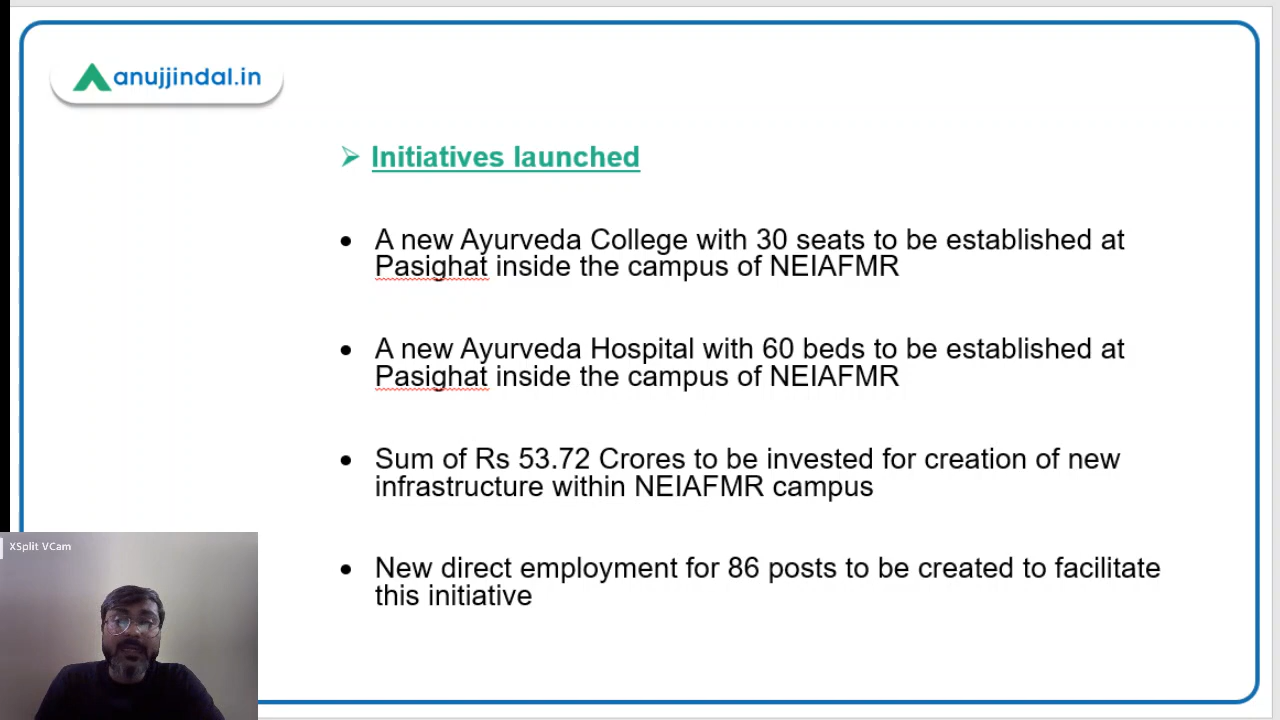 anujjindal.in
➢ Initiatives launched
• A new Ayurveda College with 30 seats to be established at
Pasighat inside the campus of NEIAFMR
• A new Ayurveda Hospital with 60 beds to be established at
Pasighat inside the campus of NEIAFMR
• Sum of Rs 53.72 Crores to be invested for creation of new
infrastructure within NEIAFMR campus
• New direct employment for 86 posts to be created to facilitate
this initiative
XSplit VCam